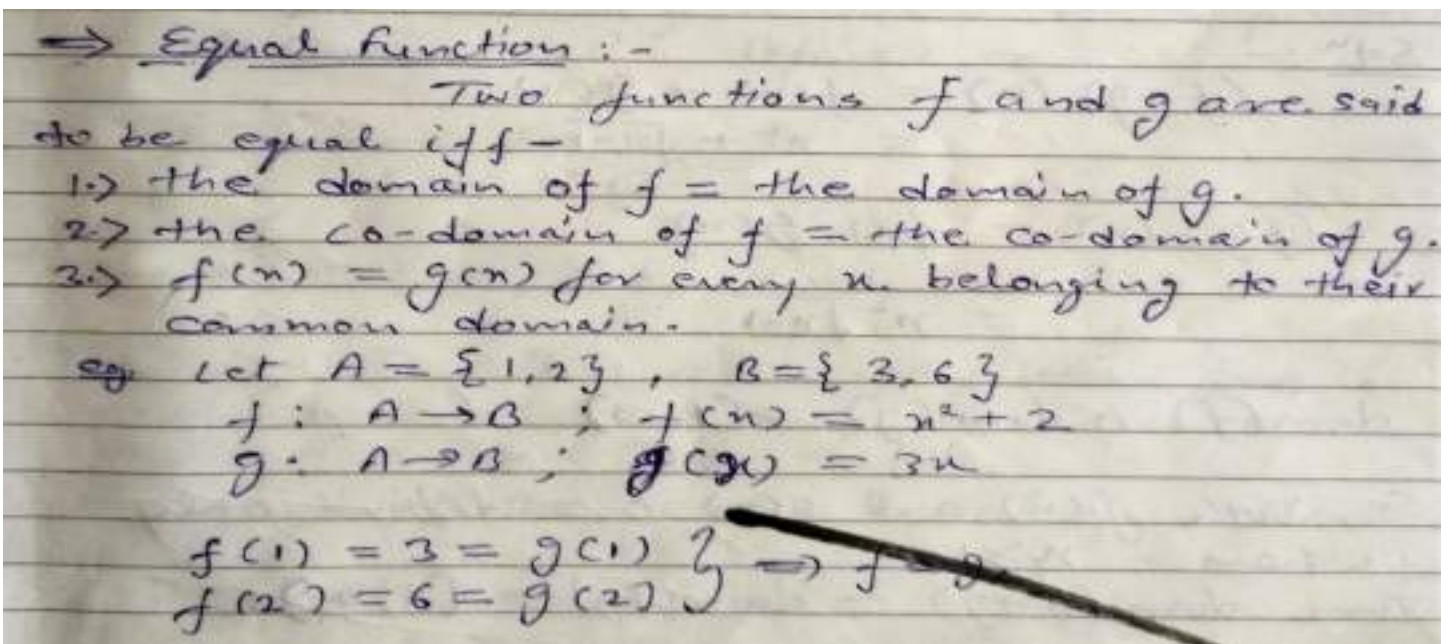 ⇒ Equal function :-
Two functions f and g are said
to be equal iff -
1.> the domain of f = the domain of g.
2.> the co-domain of f = the co-domain of g.
3.> f(x) = g(x) for every x belonging to their
common domain.
eg. Let A = {1,2} , B = {3,6}
f : A → B ; f(x) = x² + 2
g : A → B ; g(x) = 3x
f(1) = 3 = g(1) } ⇒ f = g.
f(2) = 6 = g(2)